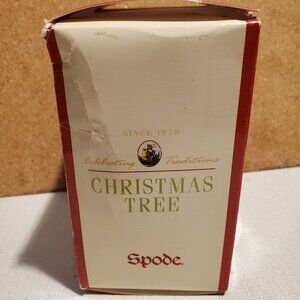 SINCE 1938
Celebrating Traditions
CHRISTMAS
TREE
Spode.